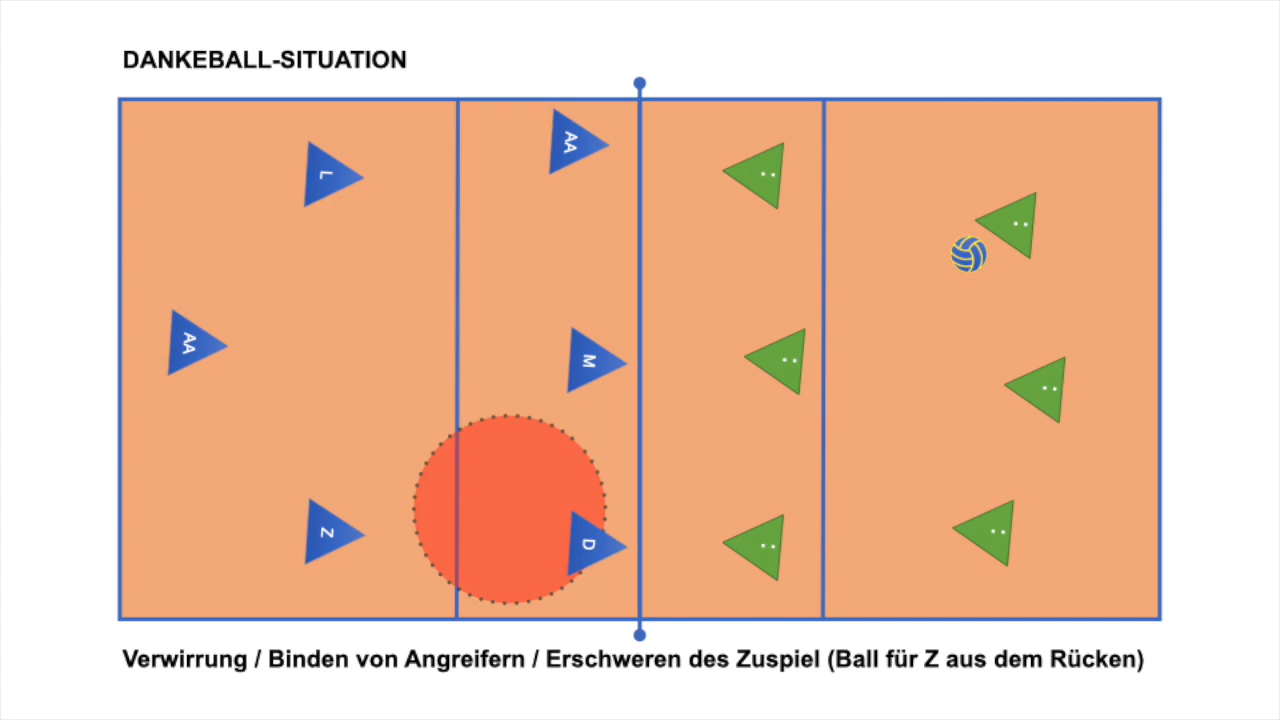 DANKEBALL-SITUATION
AA
L
AA
M
Z
D
Verwirrung / Binden von Angreifern / Erschweren des Zuspiel (Ball für Z aus dem Rücken)